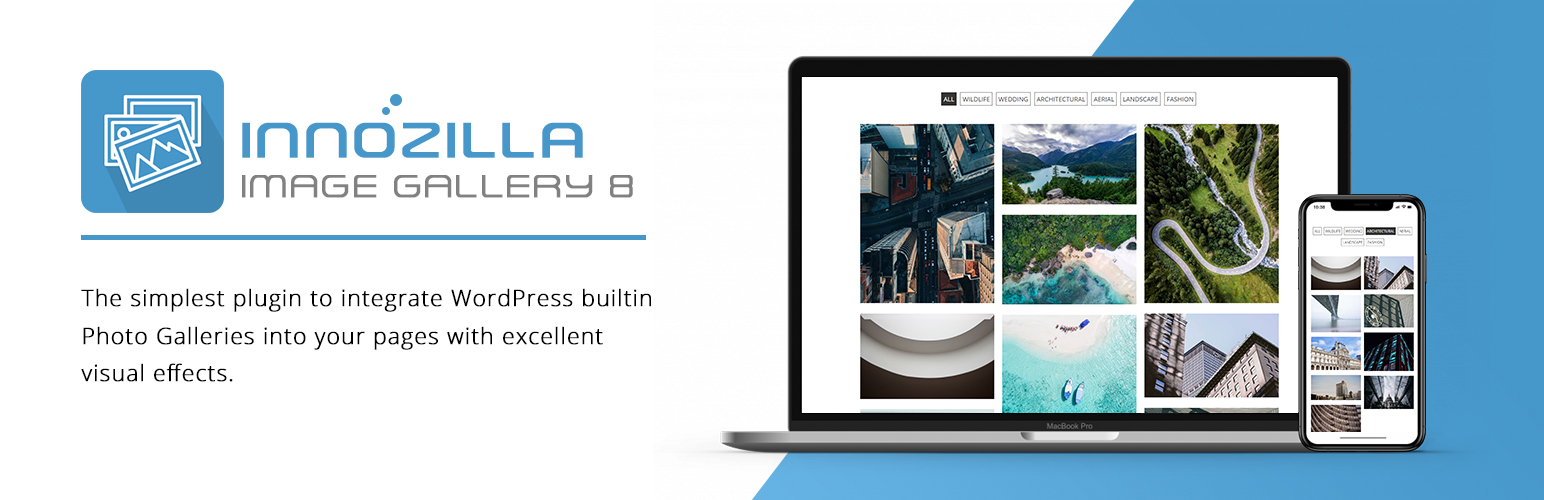 INNOZILLA
IMAGE GALLERY 8
The simplest plugin to integrate WordPress builtin
Photo Galleries into your pages with excellent
visual effects.
ALL WILDLIFE WEDDING ARCHITECTURAL AERIAL LANDSCAPE FASHION
MacBook Pro
10:38
ALL WILDLIFE WEDDING ARCHITECTURAL AERIAL
LANDSCAPE FASHION